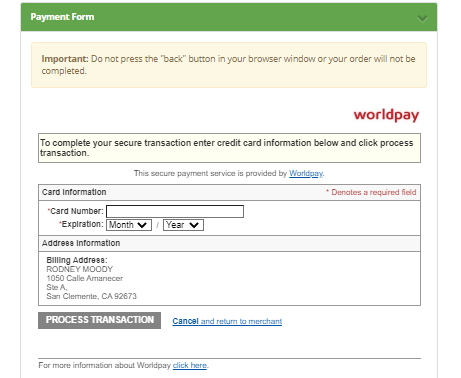 Payment Form
Important: Do not press the "back" button in your browser window or your order will not be
completed.
worldpay
To complete your secure transaction enter credit card information below and click process
transaction.
This secure payment service is provided by Worldpay.
Card Information * Denotes a required field
*Card Number:
*Expiration: Month / Year
Address Information
Billing Address:
RODNEY MOODY
1050 Calle Amanecer
Ste A,
San Clemente, CA 92673
PROCESS TRANSACTION Cancel and return to merchant
For more information about Worldpay click here.